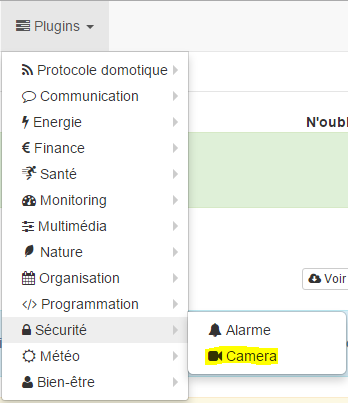 Plugins
Protocole domotique
Communication
Energie
N'oubl
Finance
Santé
Monitoring
Multimédia
Nature
Organisation
Voir
Programmation
Sécurité
Alarme
Camera
Météo
Bien-être